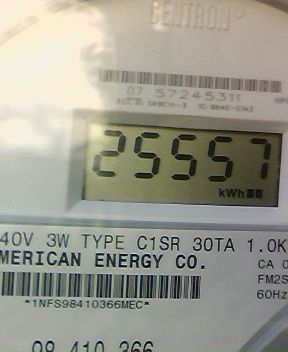 CENTRON®
07 57245311
25557
kWh
40V 3W TYPE C1SR 30TA 1.0K
MERICAN ENERGY CO.
CA 0
FM2S
60Hz
*1NFS98410366MEC*
98 410 366